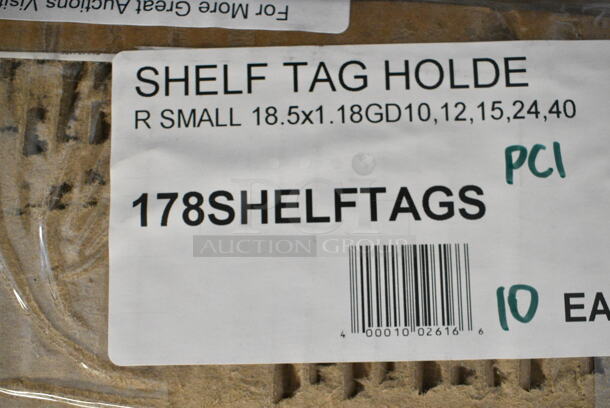 For More Great Auctions Visit
SHELF TAG HOLDE
R SMALL 18.5x1.18GD10,12,15,24,40
PCI
178SHELFTAGS
PCI
AUCTION GROUP
10 EA
4 00010 02616 6